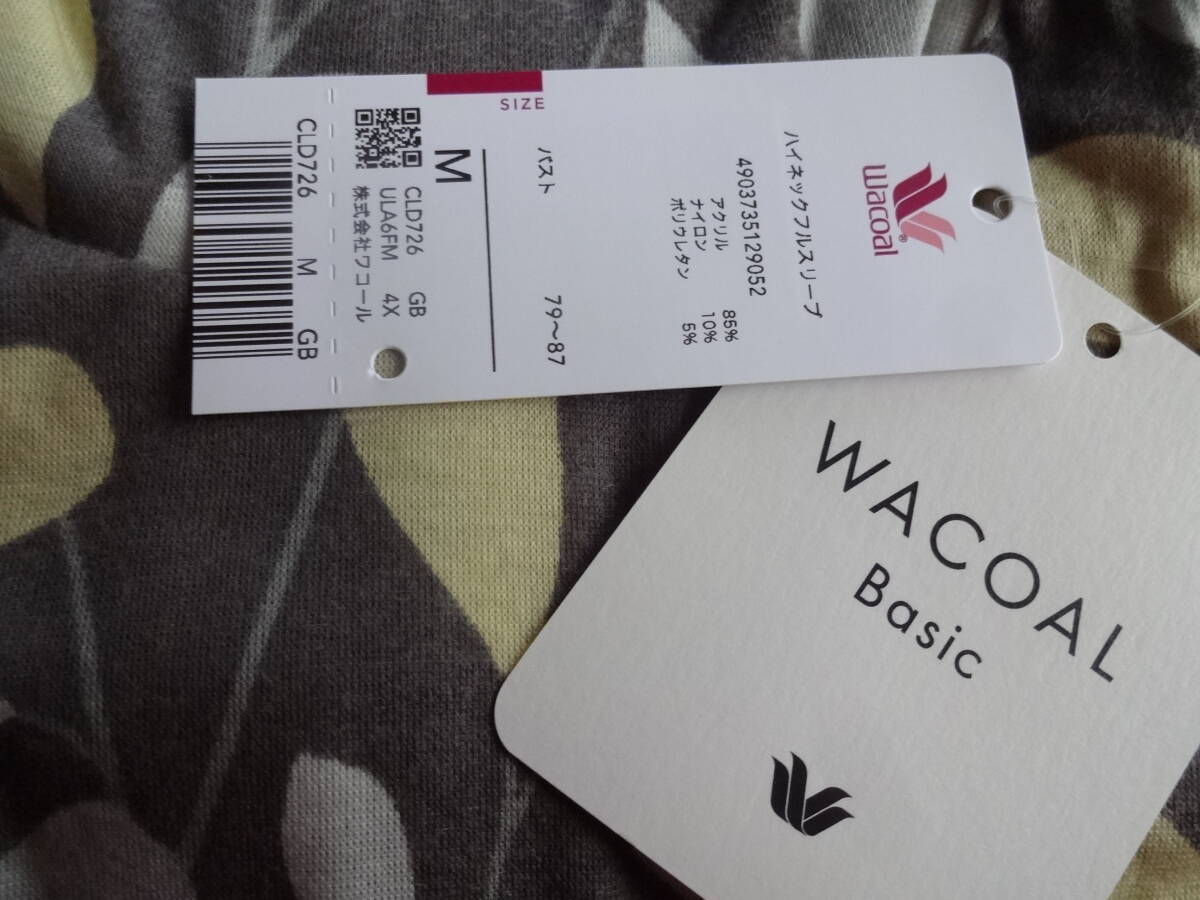 wacoal®
ハイネックフルスリーブ
4903735129052
アクリル 85%
ナイロン 10%
ポリウレタン 5%
バスト 79〜87
SIZE
M
CLD726 GB
ULA6FM 4X
株式会社ワコール
CLD726 M GB
WACOAL
Basic